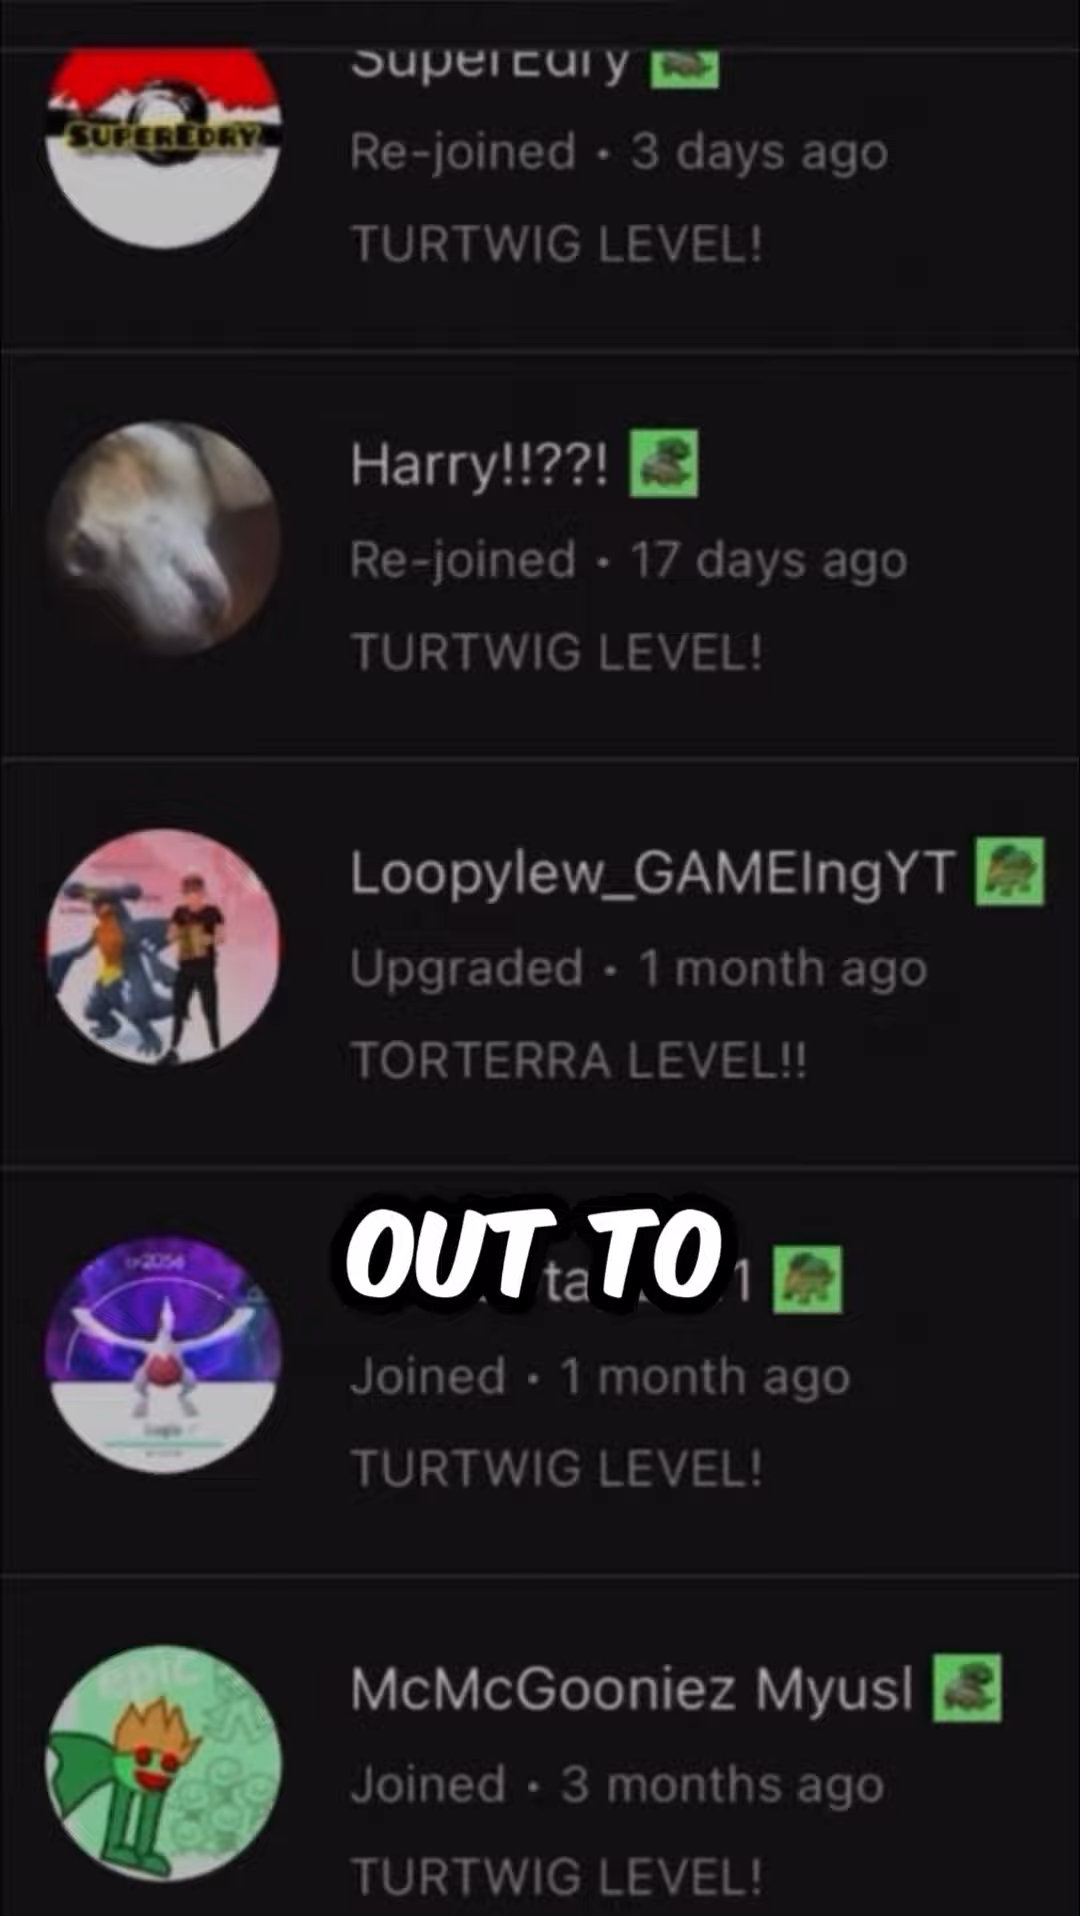 SuperEdry
SUPEREDRY
Re-joined • 3 days ago
TURTWIG LEVEL!
Harry!!??!
Re-joined • 17 days ago
TURTWIG LEVEL!
Loopylew_GAMEIngYT
Upgraded • 1 month ago
TORTERRA LEVEL!!
OUT TO
Joined • 1 month ago
TURTWIG LEVEL!
epic
McMcGooniez Myusl
Joined • 3 months ago
TURTWIG LEVEL!